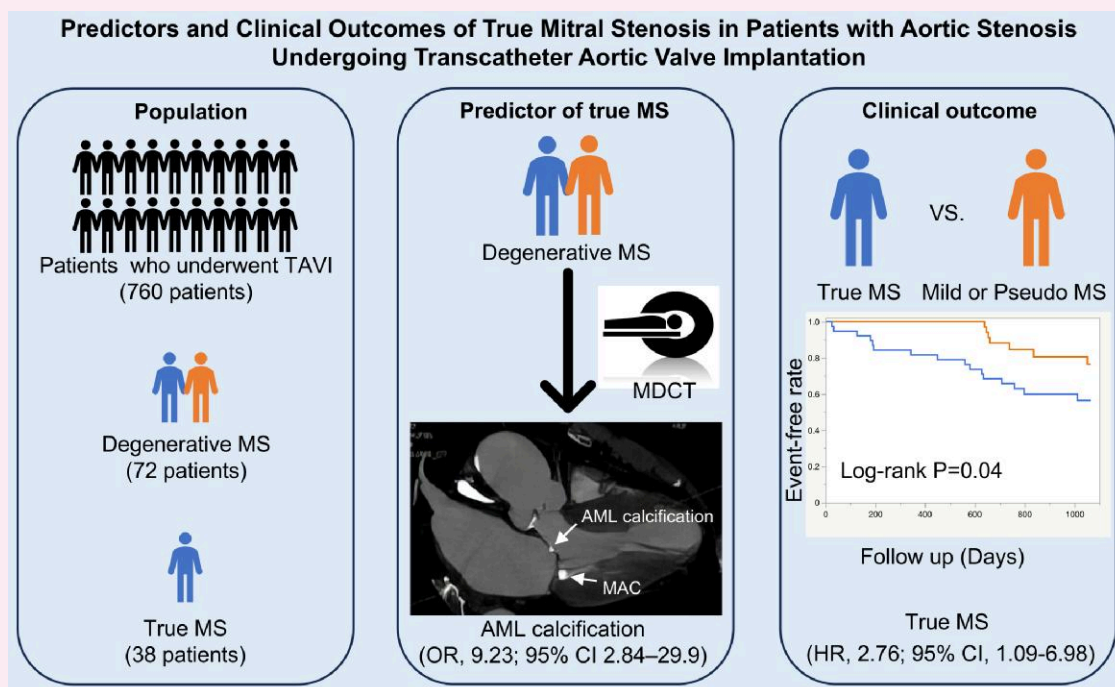 Predictors and Clinical Outcomes of True Mitral Stenosis in Patients with Aortic Stenosis
Undergoing Transcatheter Aortic Valve Implantation
Population
Patients who underwent TAVI
(760 patients)
Degenerative MS
(72 patients)
True MS
(38 patients)
Predictor of true MS
Degenerative MS
MDCT
AML calcification
MAC
AML calcification
(OR, 9.23; 95% CI 2.84–29.9)
Clinical outcome
VS.
True MS
Mild or Pseudo MS
Event-free rate
1.0
0.8
0.6
0.4
0.2
0
Log-rank P=0.04
0
200
400
600
800
1000
Follow up (Days)
True MS
(HR, 2.76; 95% CI, 1.09-6.98)